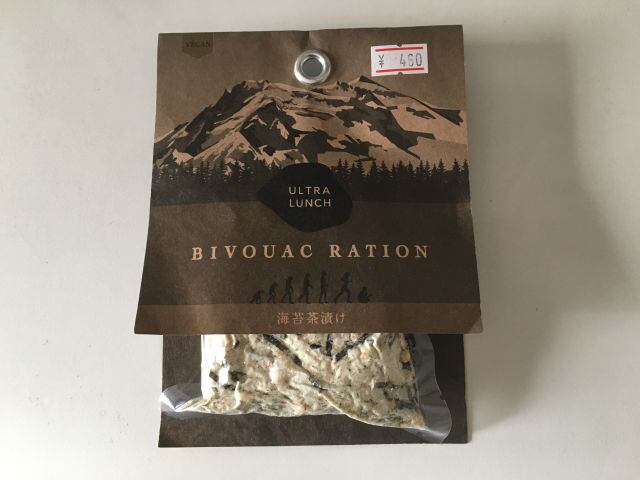 VEGAN
¥ 460
ULTRA
LUNCH
BIVOUAC RATION
海苔茶漬け